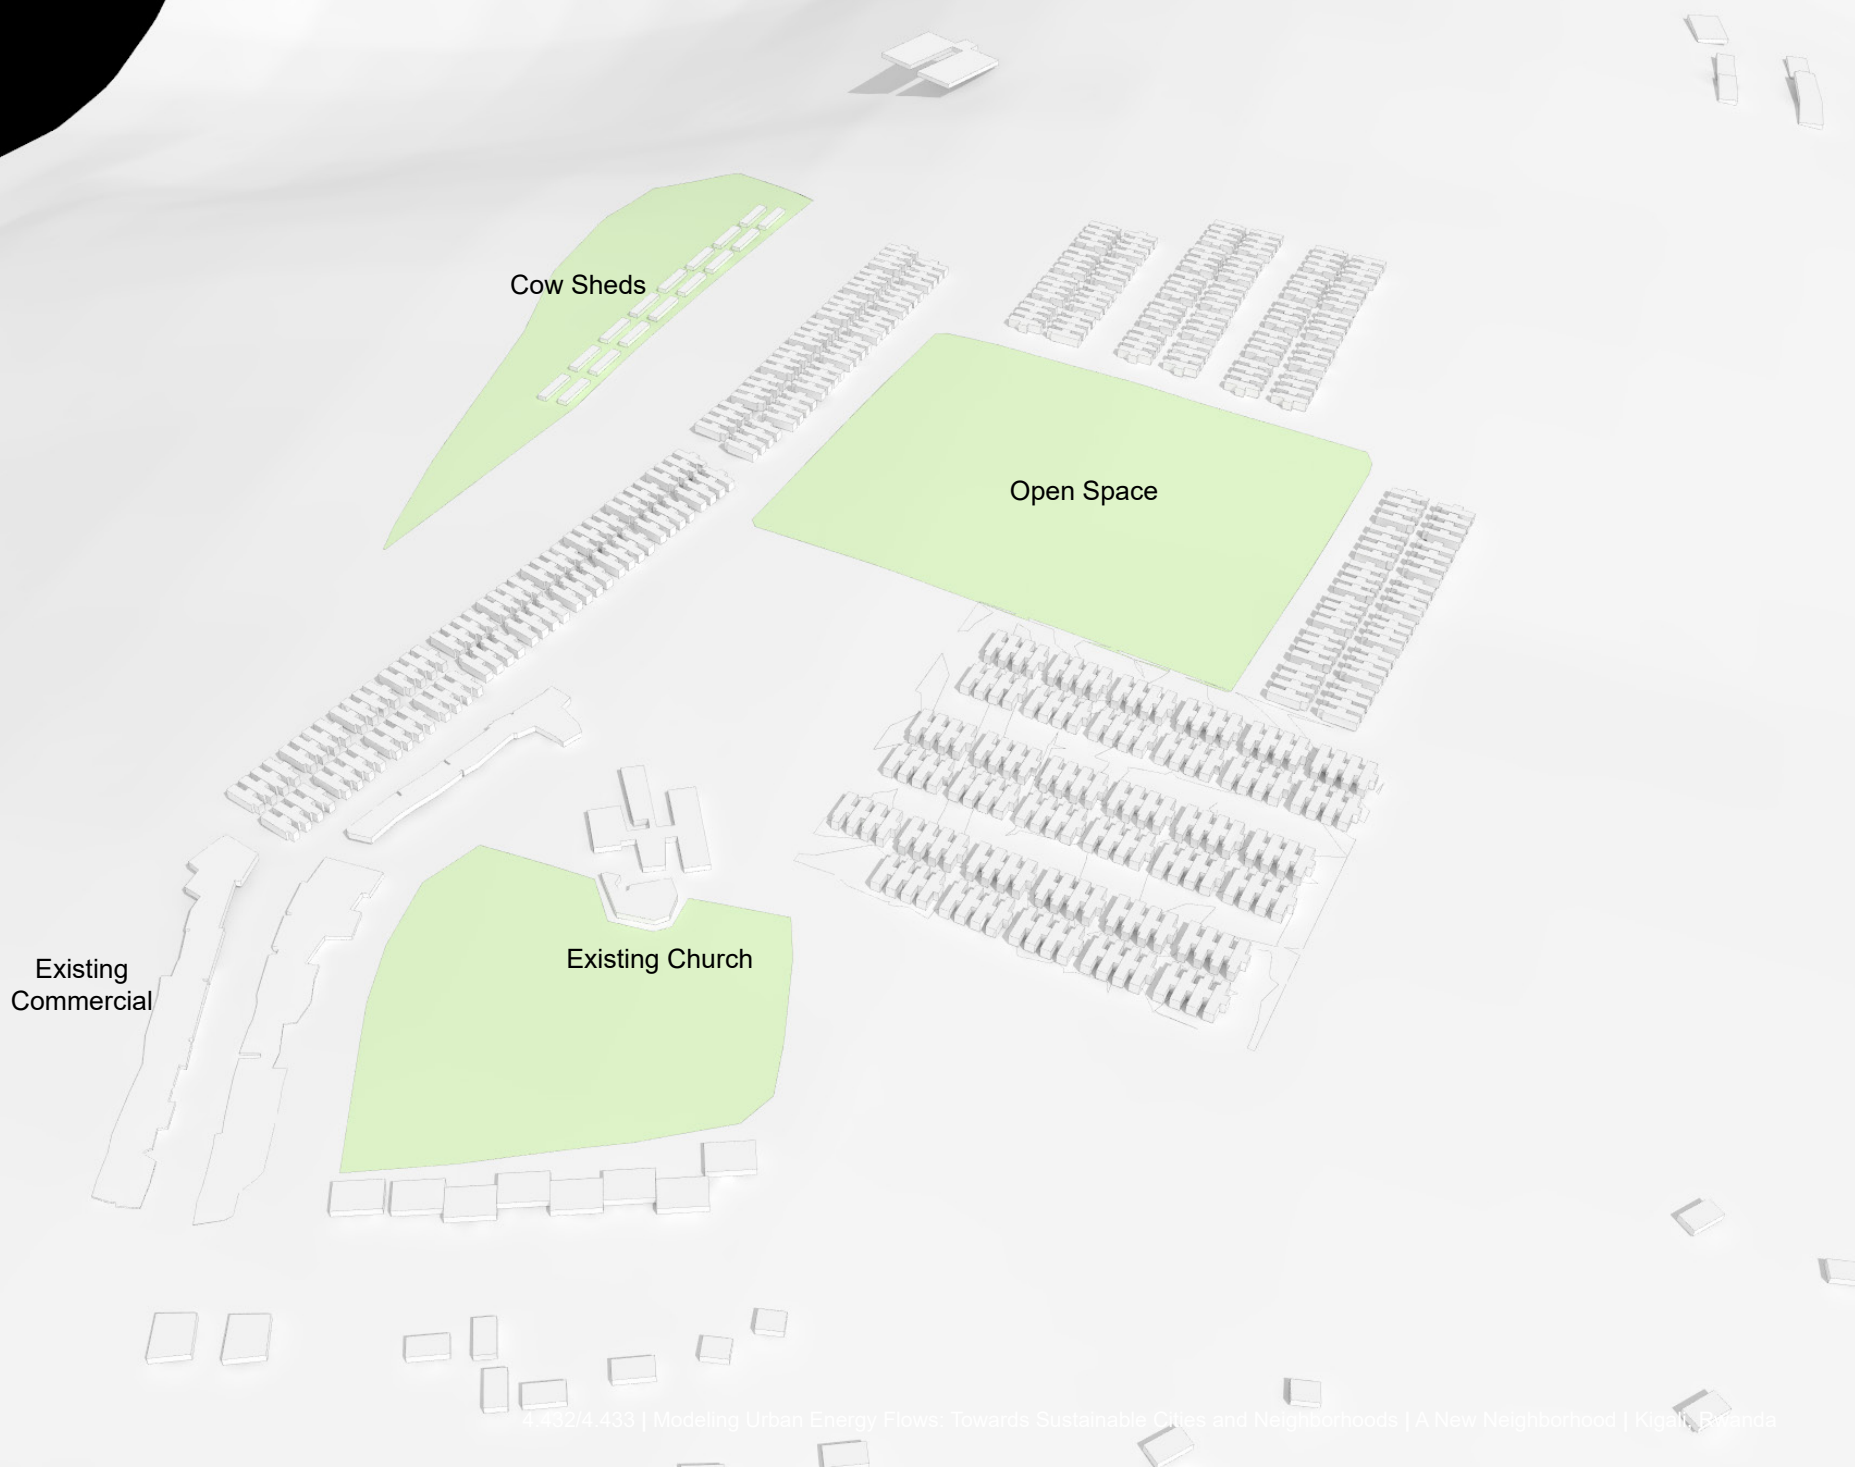 Cow Sheds
Open Space
Existing Church
Existing
Commercial
4.432/4.433 | Modeling Urban Energy Flows: Towards Sustainable Cities and Neighborhoods | A New Neighborhood | Kigali, Rwanda